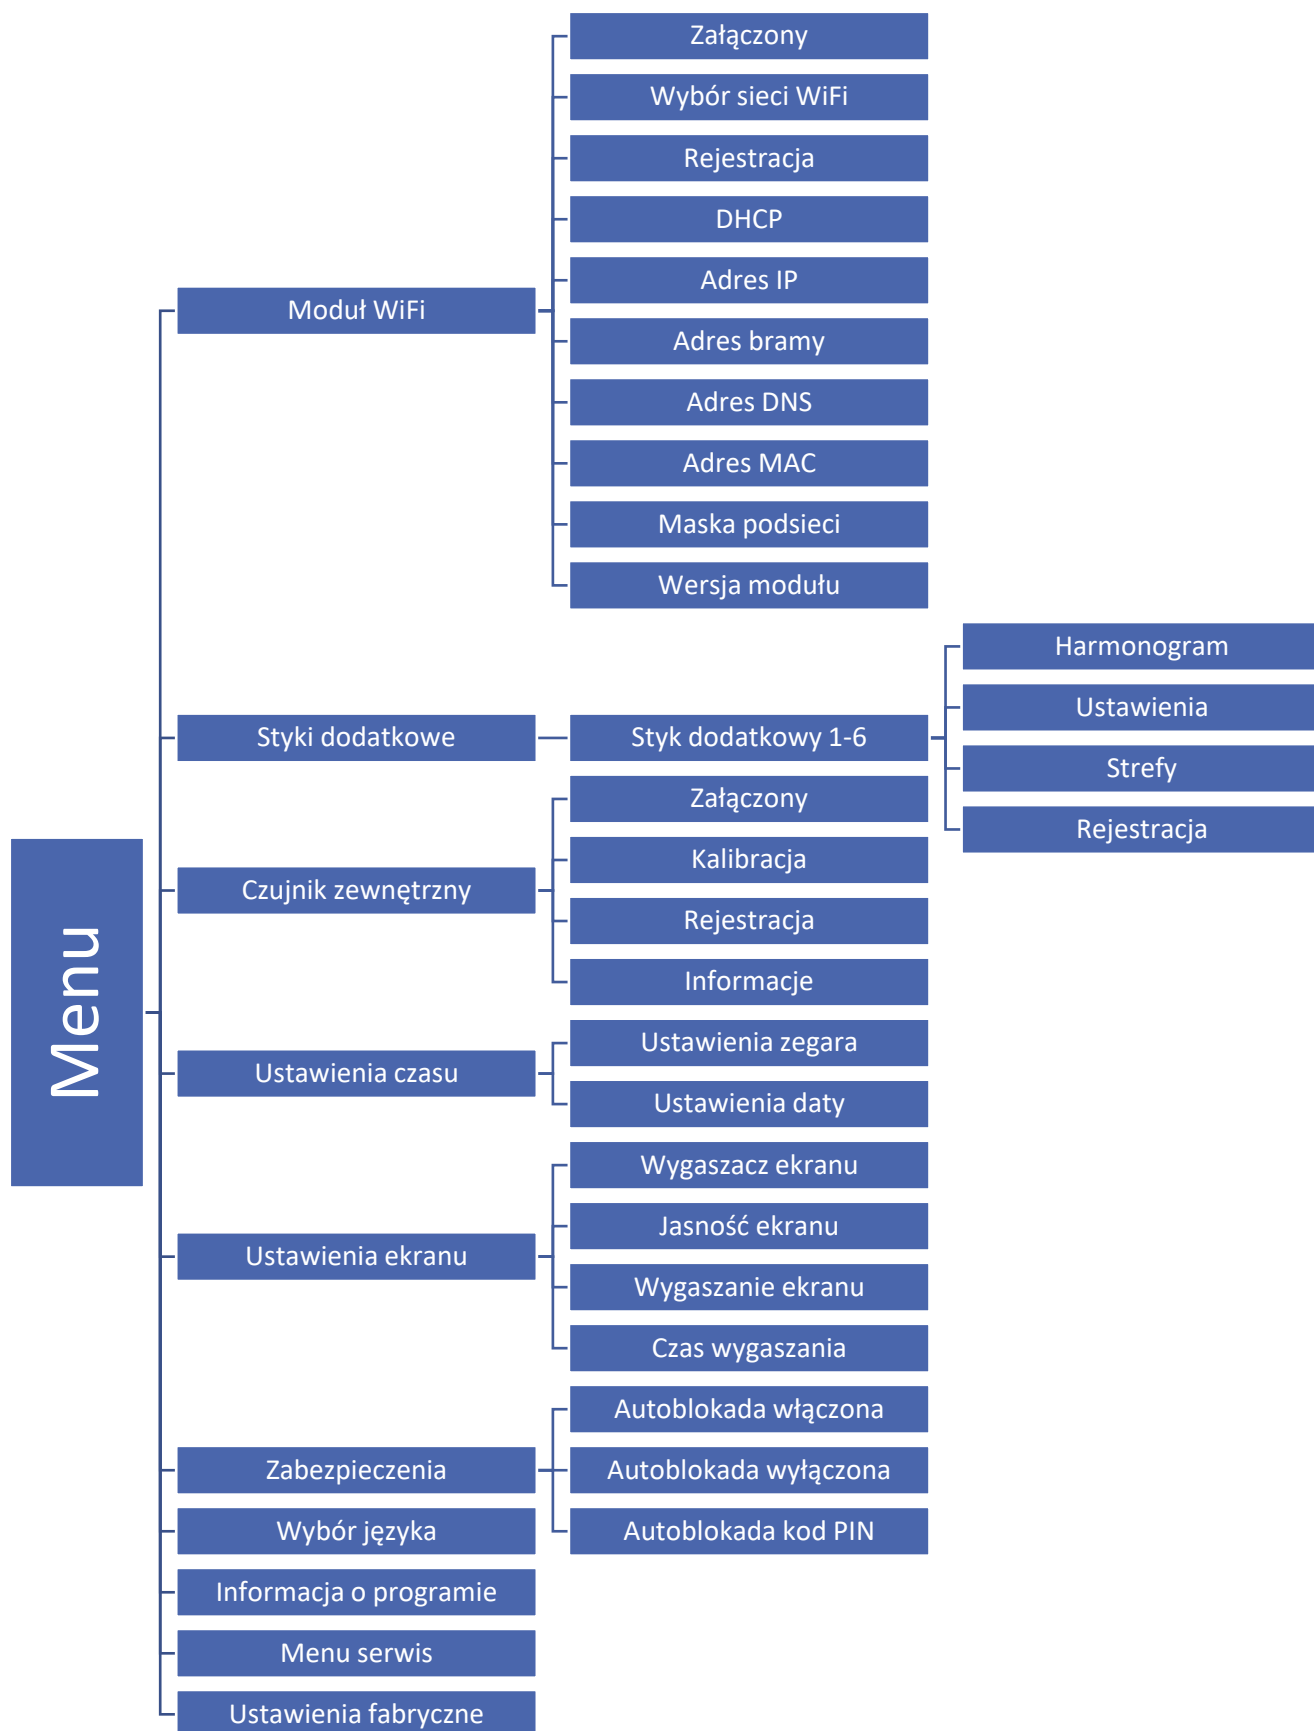 Menu
Moduł WiFi
Załączony
Wybór sieci WiFi
Rejestracja
DHCP
Adres IP
Adres bramy
Adres DNS
Adres MAC
Maska podsieci
Wersja modułu
Styki dodatkowe
Styk dodatkowy 1-6
Harmonogram
Ustawienia
Strefy
Rejestracja
Czujnik zewnętrzny
Załączony
Kalibracja
Rejestracja
Informacje
Ustawienia czasu
Ustawienia zegara
Ustawienia daty
Ustawienia ekranu
Wygaszacz ekranu
Jasność ekranu
Wygaszanie ekranu
Czas wygaszania
Zabezpieczenia
Autoblokada włączona
Autoblokada wyłączona
Autoblokada kod PIN
Wybór języka
Informacja o programie
Menu serwis
Ustawienia fabryczne